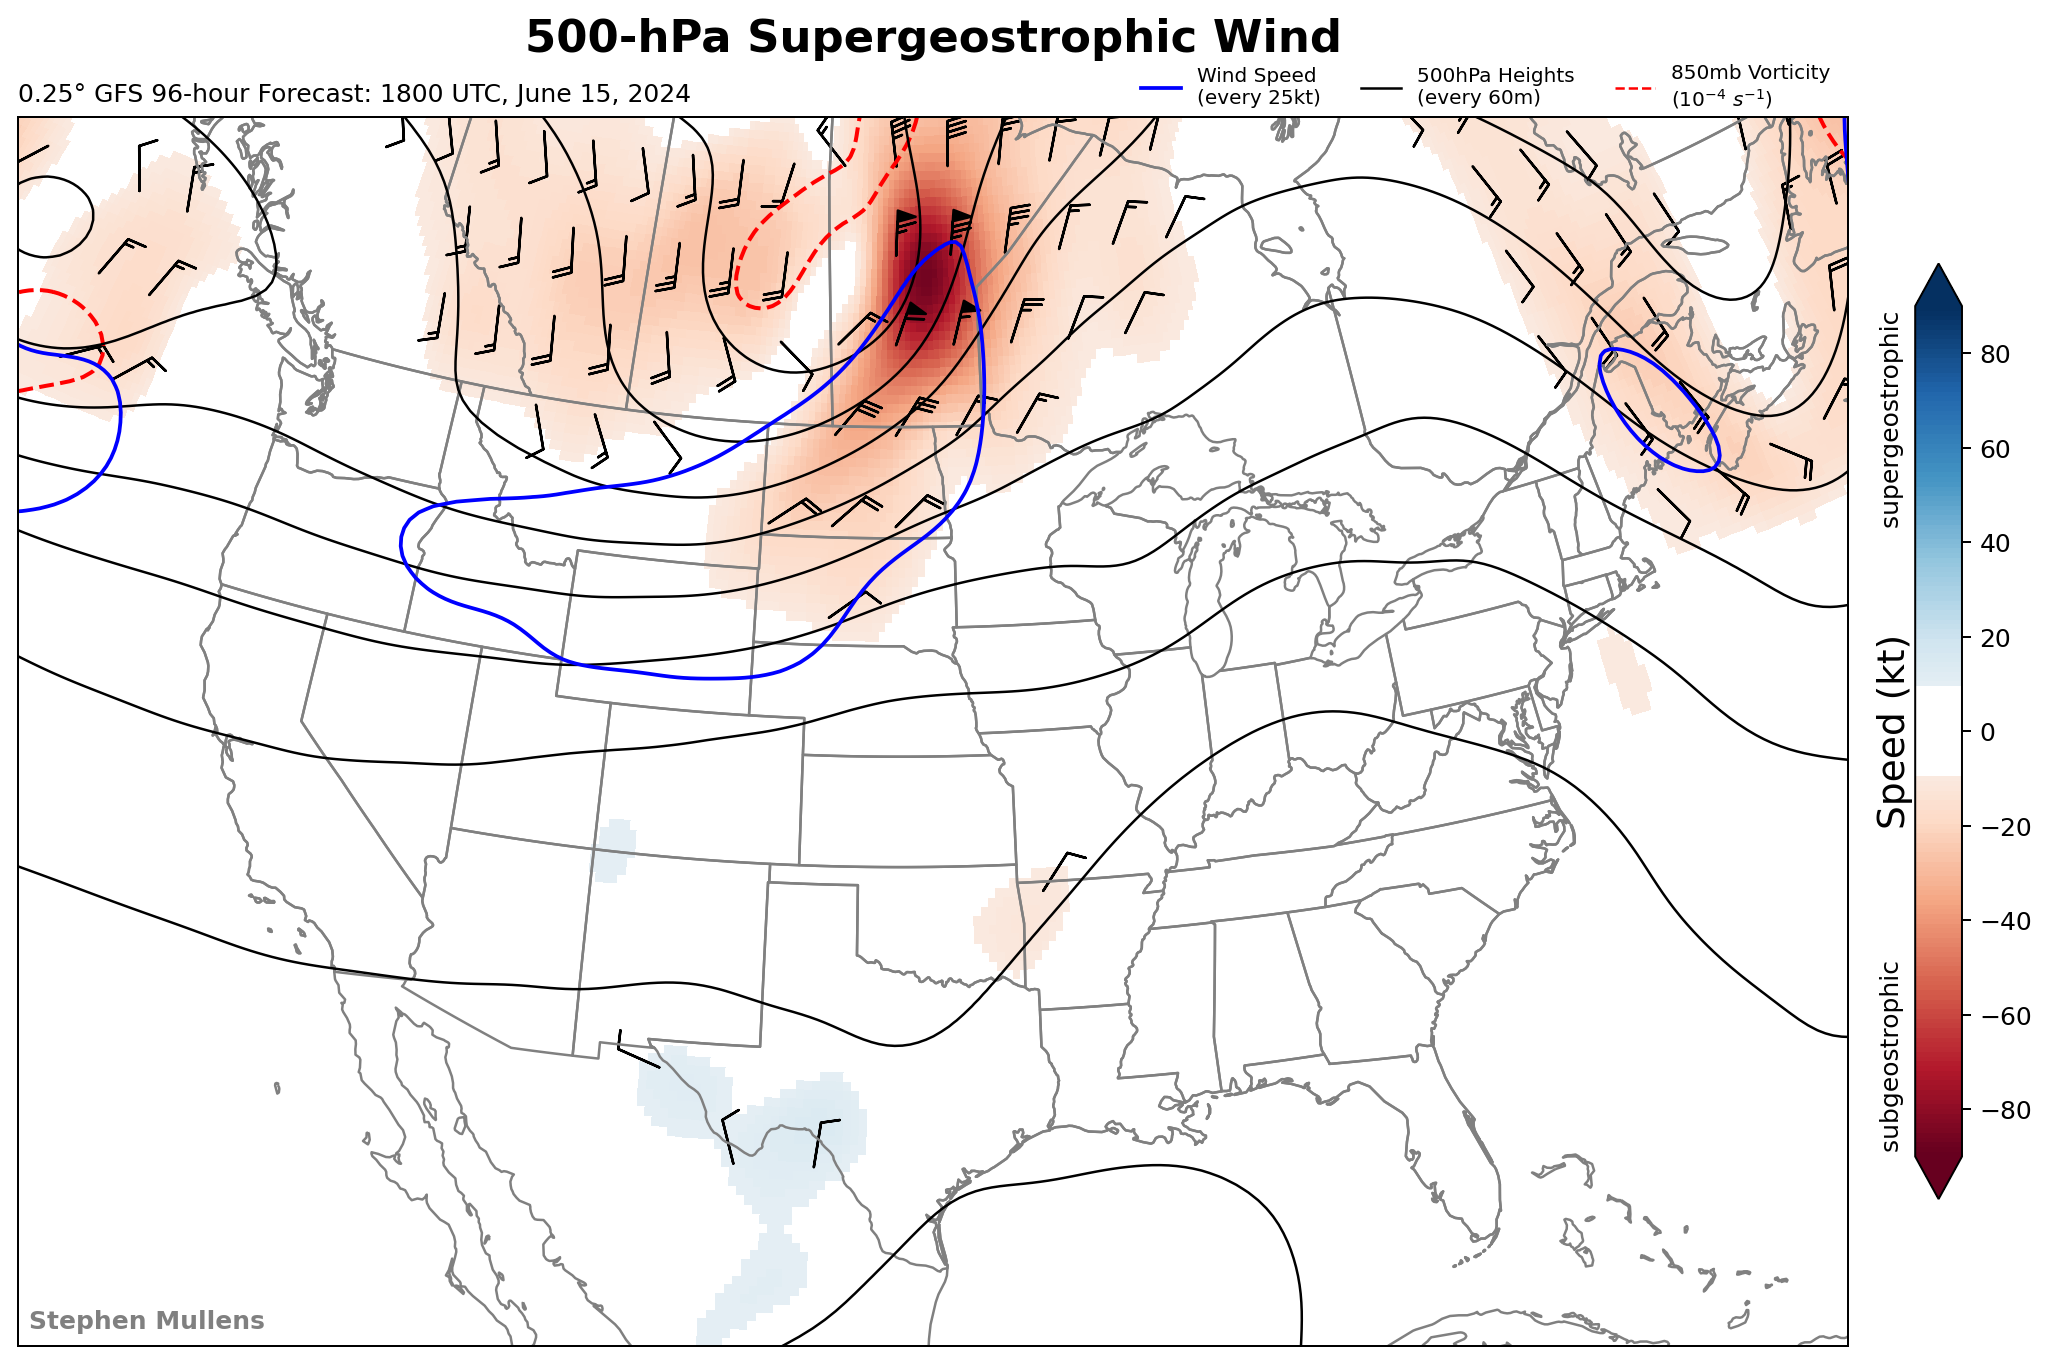 500-hPa Supergeostrophic Wind
0.25° GFS 96-hour Forecast: 1800 UTC, June 15, 2024
Wind Speed
(every 25kt)
500hPa Heights
(every 60m)
850mb Vorticity
(10⁻⁴ s⁻¹)
supergeostrophic
Speed (kt)
subgeostrophic
80
60
40
20
0
−20
−40
−60
−80
Stephen Mullens